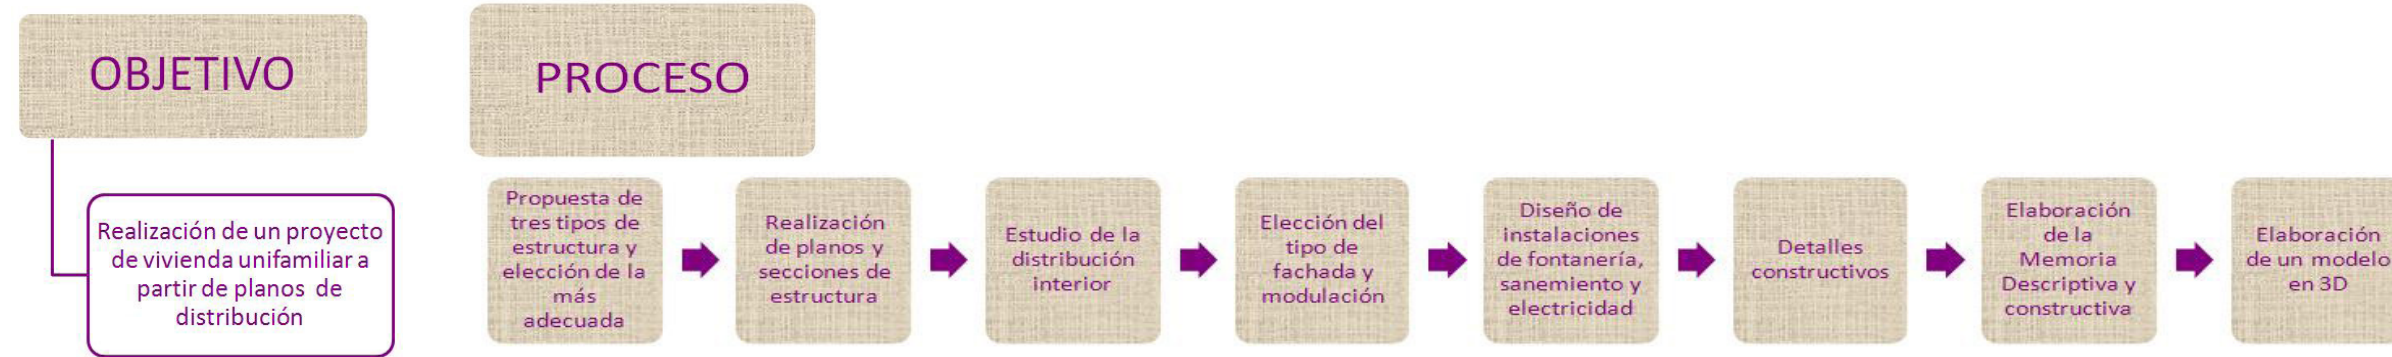 OBJETIVO
Realización de un proyecto
de vivienda unifamiliar a
partir de planos de
distribución
PROCESO
Propuesta de
tres tipos de
estructura y
elección de la
más
adecuada
Realización
de planos y
secciones de
estructura
Estudio de la
distribución
interior
Elección del
tipo de
fachada y
modulación
Diseño de
instalaciones
de fontanería,
sanemiento y
electricidad
Detalles
constructivos
Elaboración
de la
Memoria
Descriptiva y
constructiva
Elaboración
de un modelo
en 3D